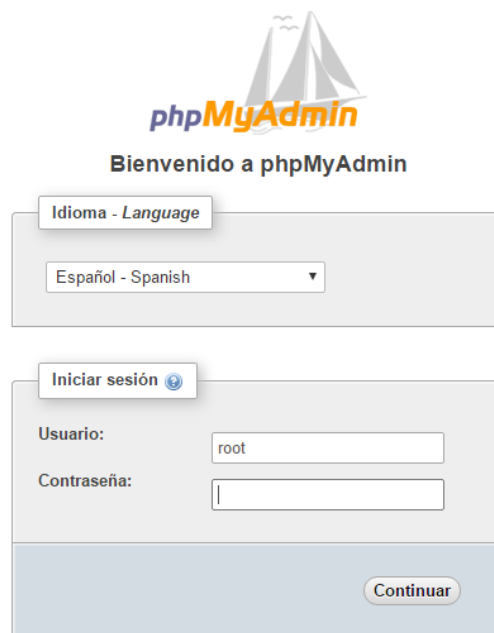 phpMyAdmin
Bienvenido a phpMyAdmin
Idioma - Language
Español - Spanish
Iniciar sesión
Usuario:
root
Contraseña:
Continuar